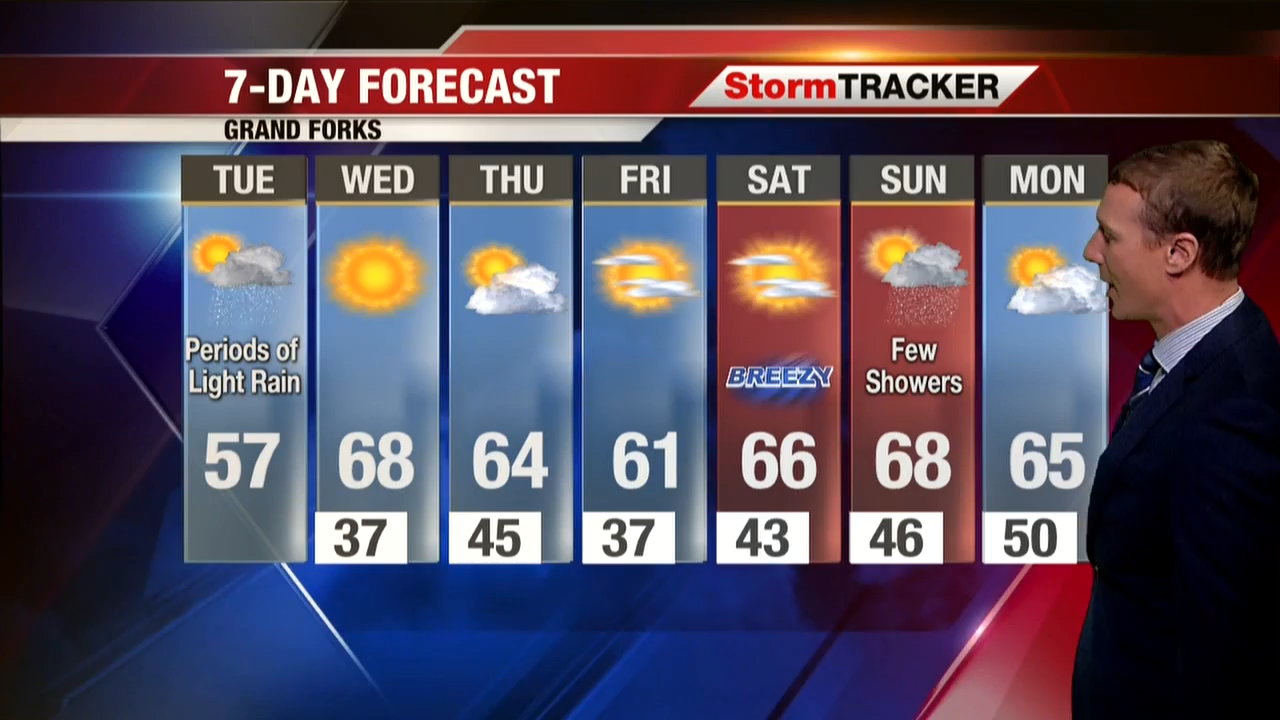 7-DAY FORECAST
StormTRACKER
GRAND FORKS
TUE WED THU FRI SAT SUN MON
Periods of
Light Rain
BREEZY
Few
Showers
57 68 64 61 66 68 65
37 45 37 43 46 50